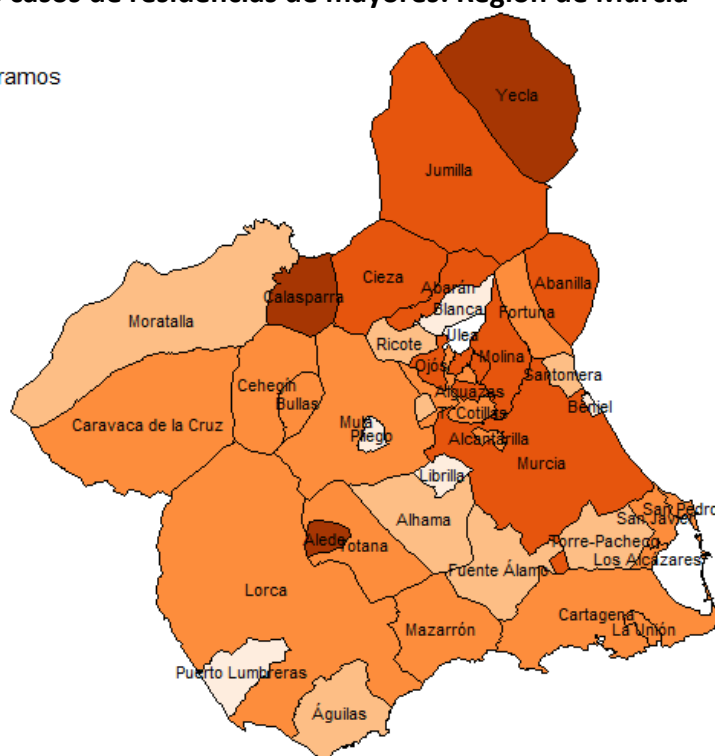 casos de residencias de mayores. Región de Murcia
ramos
Yecla
Jumilla
Cieza
Abarán
Abanilla
Calasparra
Blanca
Fortuna
Moratalla
Ulea
Ricote
Molina
Ojós
Santomera
Cehegín
Alguazas
Bullas
Beniel
Caravaca de la Cruz
Mula
T. Cotillas
Pliego
Alcantarilla
Murcia
Librilla
Alhama
San Pedro
San Javier
Aledo
Totana
Torre-Pacheco
Los Alcázares
Fuente Álamo
Lorca
Cartagena
Mazarrón
La Unión
Puerto Lumbreras
Águilas